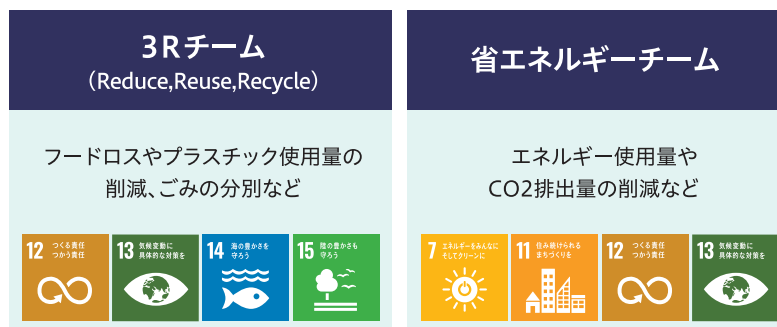 3Rチーム
(Reduce,Reuse,Recycle)
フードロスやプラスチック使用量の
削減、ごみの分別など
12 つくる責任
つかう責任
13 気候変動に
具体的な対策を
14 海の豊かさを
守ろう
15 陸の豊かさも
守ろう
省エネルギーチーム
エネルギー使用量や
CO2排出量の削減など
7 エネルギーをみんなに
そしてクリーンに
11 住み続けられる
まちづくりを
12 つくる責任
つかう責任
13 気候変動に
具体的な対策を